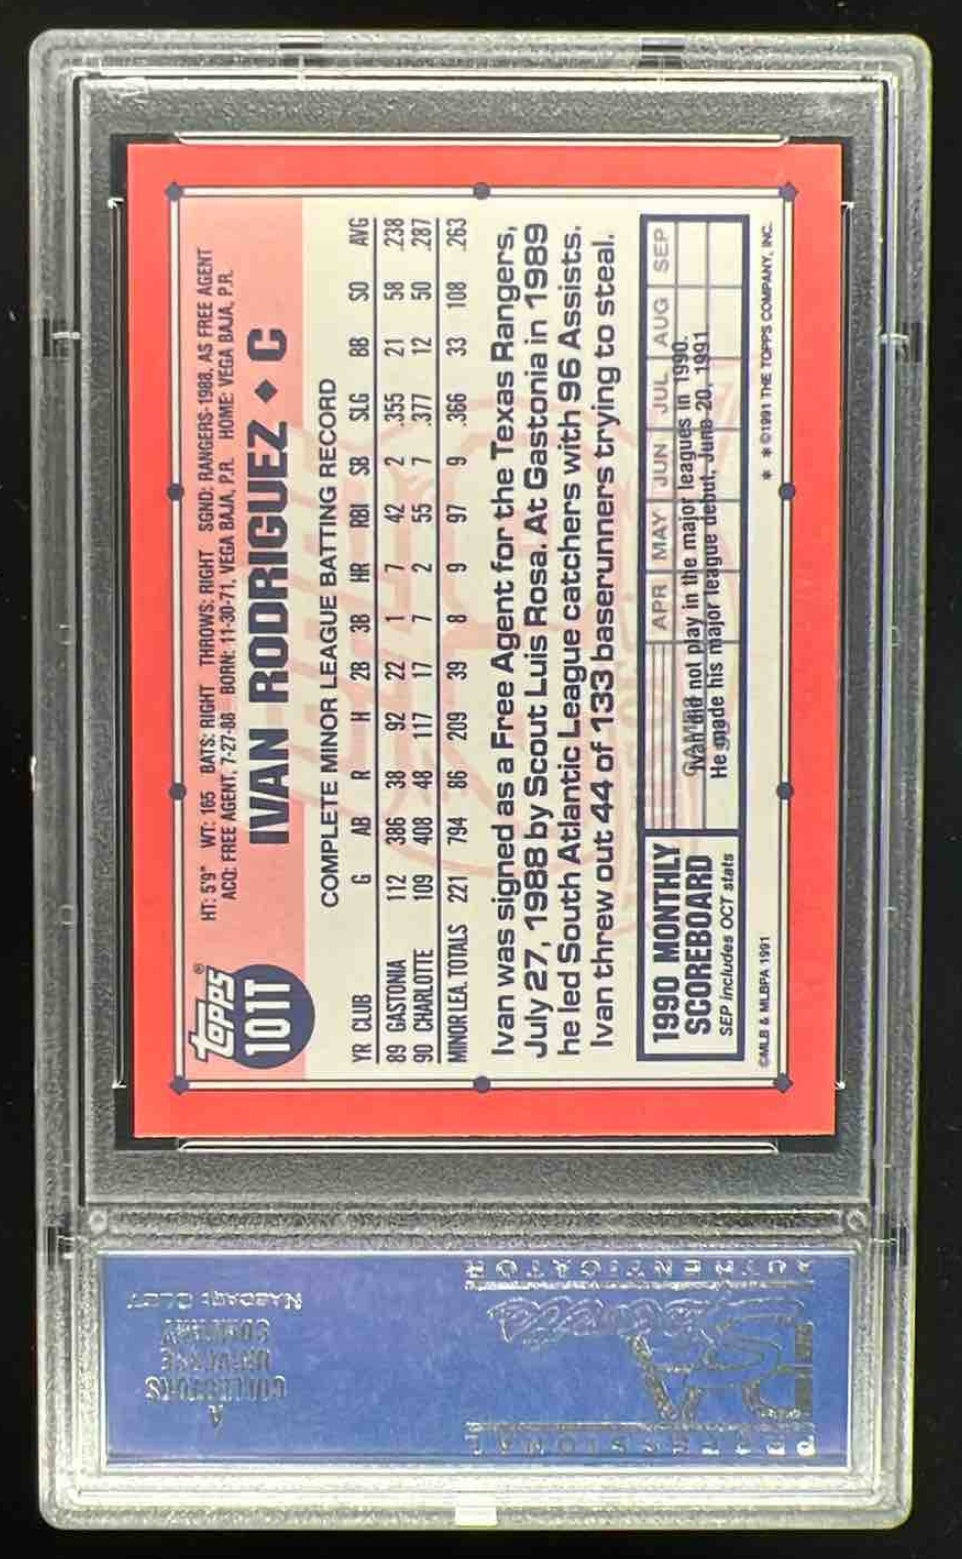 topps®
101T
HT: 5'9" WT: 165 BATS: RIGHT THROWS: RIGHT SGND: RANGERS-1988, AS FREE AGENT
ACQ: FREE AGENT, 7-27-88 BORN: 11-30-71, VEGA BAJA, P.R. HOME: VEGA BAJA, P.R.
IVAN RODRIGUEZ ◆ C
COMPLETE MINOR LEAGUE BATTING RECORD
YR CLUB G AB R H 2B 3B HR RBI SB SLG BB SO AVG
89 GASTONIA 112 386 38 92 22 1 7 42 2 .355 21 58 .238
90 CHARLOTTE 109 408 48 117 17 7 2 55 7 .377 12 50 .287
MINOR LEA. TOTALS 221 794 86 209 39 8 9 97 9 .366 33 108 .263
Ivan was signed as a Free Agent for the Texas Rangers,
July 27, 1988 by Scout Luis Rosa. At Gastonia in 1989
he led South Atlantic League catchers with 96 Assists.
Ivan threw out 44 of 133 baserunners trying to steal.
1990 MONTHLY
SCOREBOARD
SEP includes OCT stats
APR MAY JUN JUL AUG SEP
Ivan did not play in the major leagues in 1990.
He made his major league debut, June 20, 1991
©MLB & MLBPA 1991
* * ©1991 THE TOPPS COMPANY, INC.
A
COLLECTORS
UNIVERSE
COMPANY
NASDAQ: CLCT
PROFESSIONAL
PSA
AUTHENTICATOR